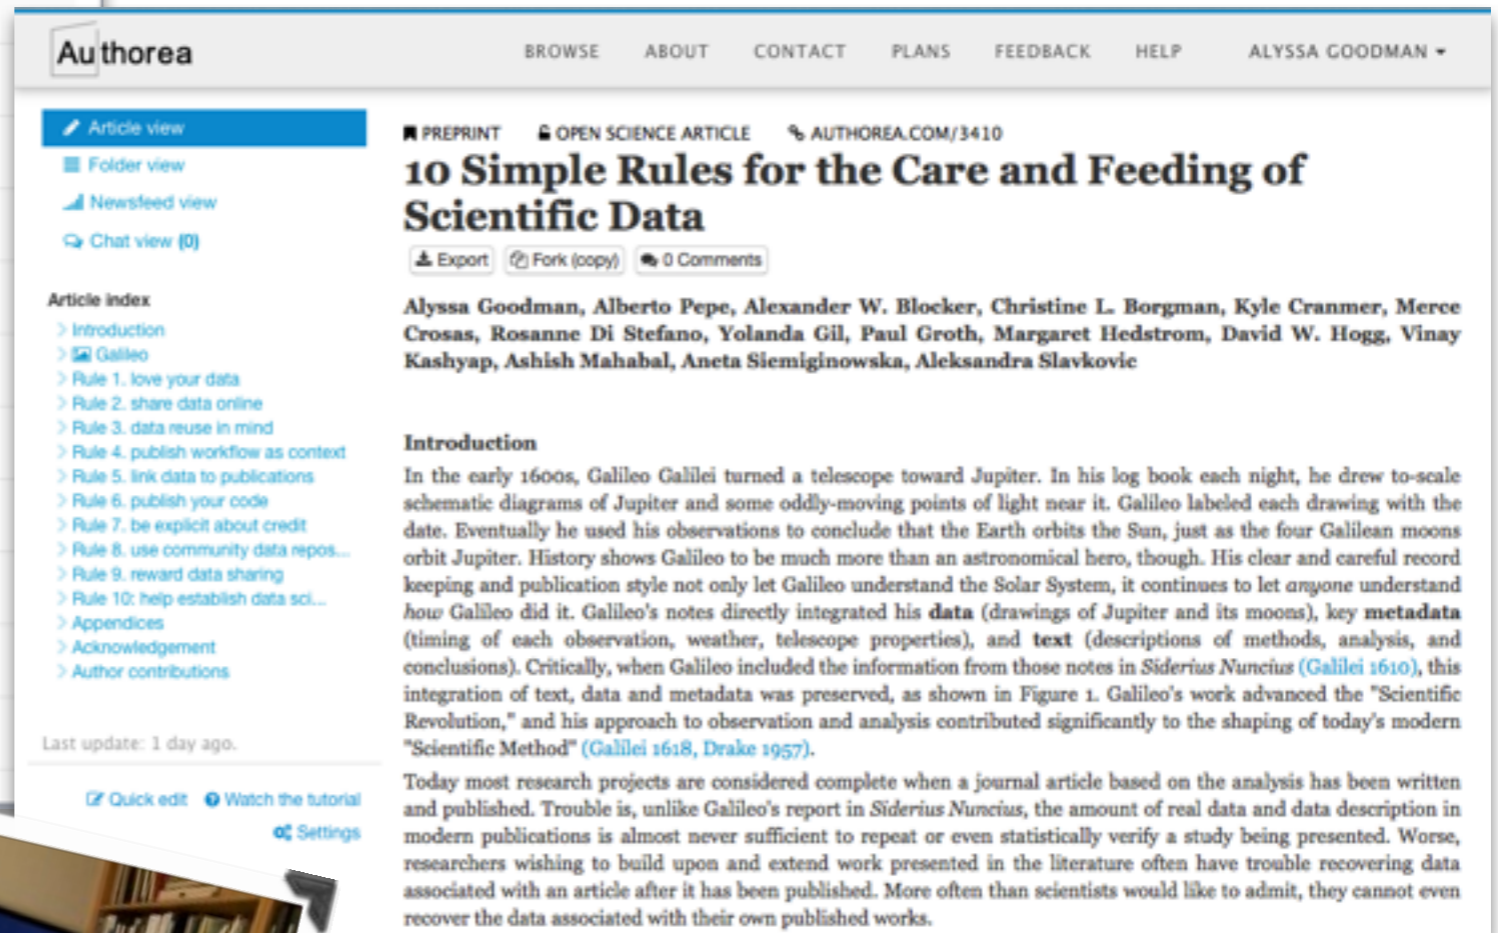 Authorea
BROWSE ABOUT CONTACT PLANS FEEDBACK HELP ALYSSA GOODMAN
Article view
Folder view
Newsfeed view
Chat view (0)
Article index
Introduction
Galileo
Rule 1. love your data
Rule 2. share data online
Rule 3. data reuse in mind
Rule 4. publish workflow as context
Rule 5. link data to publications
Rule 6. publish your code
Rule 7. be explicit about credit
Rule 8. use community data repos...
Rule 9. reward data sharing
Rule 10: help establish data sci...
Appendices
Acknowledgement
Author contributions
Last update: 1 day ago.
Quick edit Watch the tutorial
Settings
PREPRINT OPEN SCIENCE ARTICLE AUTHOREA.COM/3410
10 Simple Rules for the Care and Feeding of
Scientific Data
Export Fork (copy) 0 Comments
Alyssa Goodman, Alberto Pepe, Alexander W. Blocker, Christine L. Borgman, Kyle Cranmer, Merce
Crosas, Rosanne Di Stefano, Yolanda Gil, Paul Groth, Margaret Hedstrom, David W. Hogg, Vinay
Kashyap, Ashish Mahabal, Aneta Siemiginowska, Aleksandra Slavkovic
Introduction
In the early 1600s, Galileo Galilei turned a telescope toward Jupiter. In his log book each night, he drew to-scale
schematic diagrams of Jupiter and some oddly-moving points of light near it. Galileo labeled each drawing with the
date. Eventually he used his observations to conclude that the Earth orbits the Sun, just as the four Galilean moons
orbit Jupiter. History shows Galileo to be much more than an astronomical hero, though. His clear and careful record
keeping and publication style not only let Galileo understand the Solar System, it continues to let anyone understand
how Galileo did it. Galileo's notes directly integrated his data (drawings of Jupiter and its moons), key metadata
(timing of each observation, weather, telescope properties), and text (descriptions of methods, analysis, and
conclusions). Critically, when Galileo included the information from those notes in Siderius Nuncius (Galilei 1610), this
integration of text, data and metadata was preserved, as shown in Figure 1. Galileo's work advanced the "Scientific
Revolution," and his approach to observation and analysis contributed significantly to the shaping of today's modern
"Scientific Method" (Galilei 1618, Drake 1957).
Today most research projects are considered complete when a journal article based on the analysis has been written
and published. Trouble is, unlike Galileo's report in Siderius Nuncius, the amount of real data and data description in
modern publications is almost never sufficient to repeat or even statistically verify a study being presented. Worse,
researchers wishing to build upon and extend work presented in the literature often have trouble recovering data
associated with an article after it has been published. More often than scientists would like to admit, they cannot even
recover the data associated with their own published works.